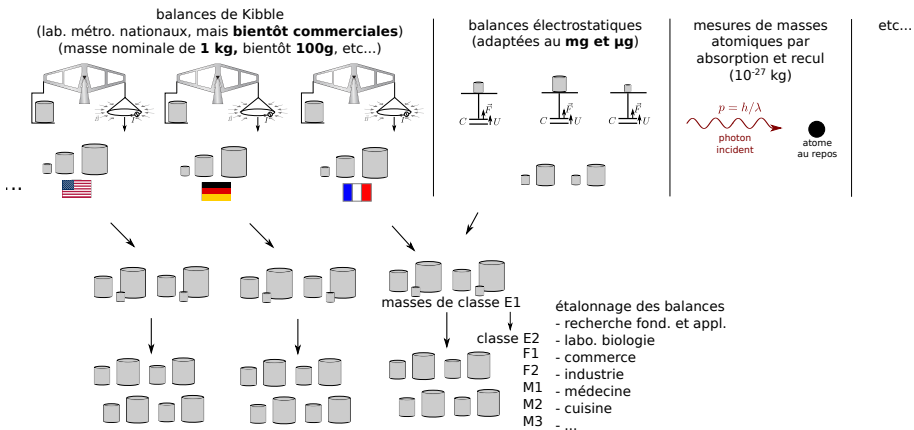 balances de Kibble
(lab. métro. nationaux, mais bientôt commerciales)
(masse nominale de 1 kg, bientôt 100g, etc...)
balances électrostatiques
(adaptées au mg et µg)
mesures de masses
atomiques par
absorption et recul
(10⁻²⁷ kg)
etc...
B I
B I
B I
F⃗
C U
F⃗
C U
F⃗
C U
p = h/λ
photon
incident
atome
au repos
...
masses de classe E1
classe E2
F1
F2
M1
M2
M3
étalonnage des balances
- recherche fond. et appl.
- labo. biologie
- commerce
- industrie
- médecine
- cuisine
- ...